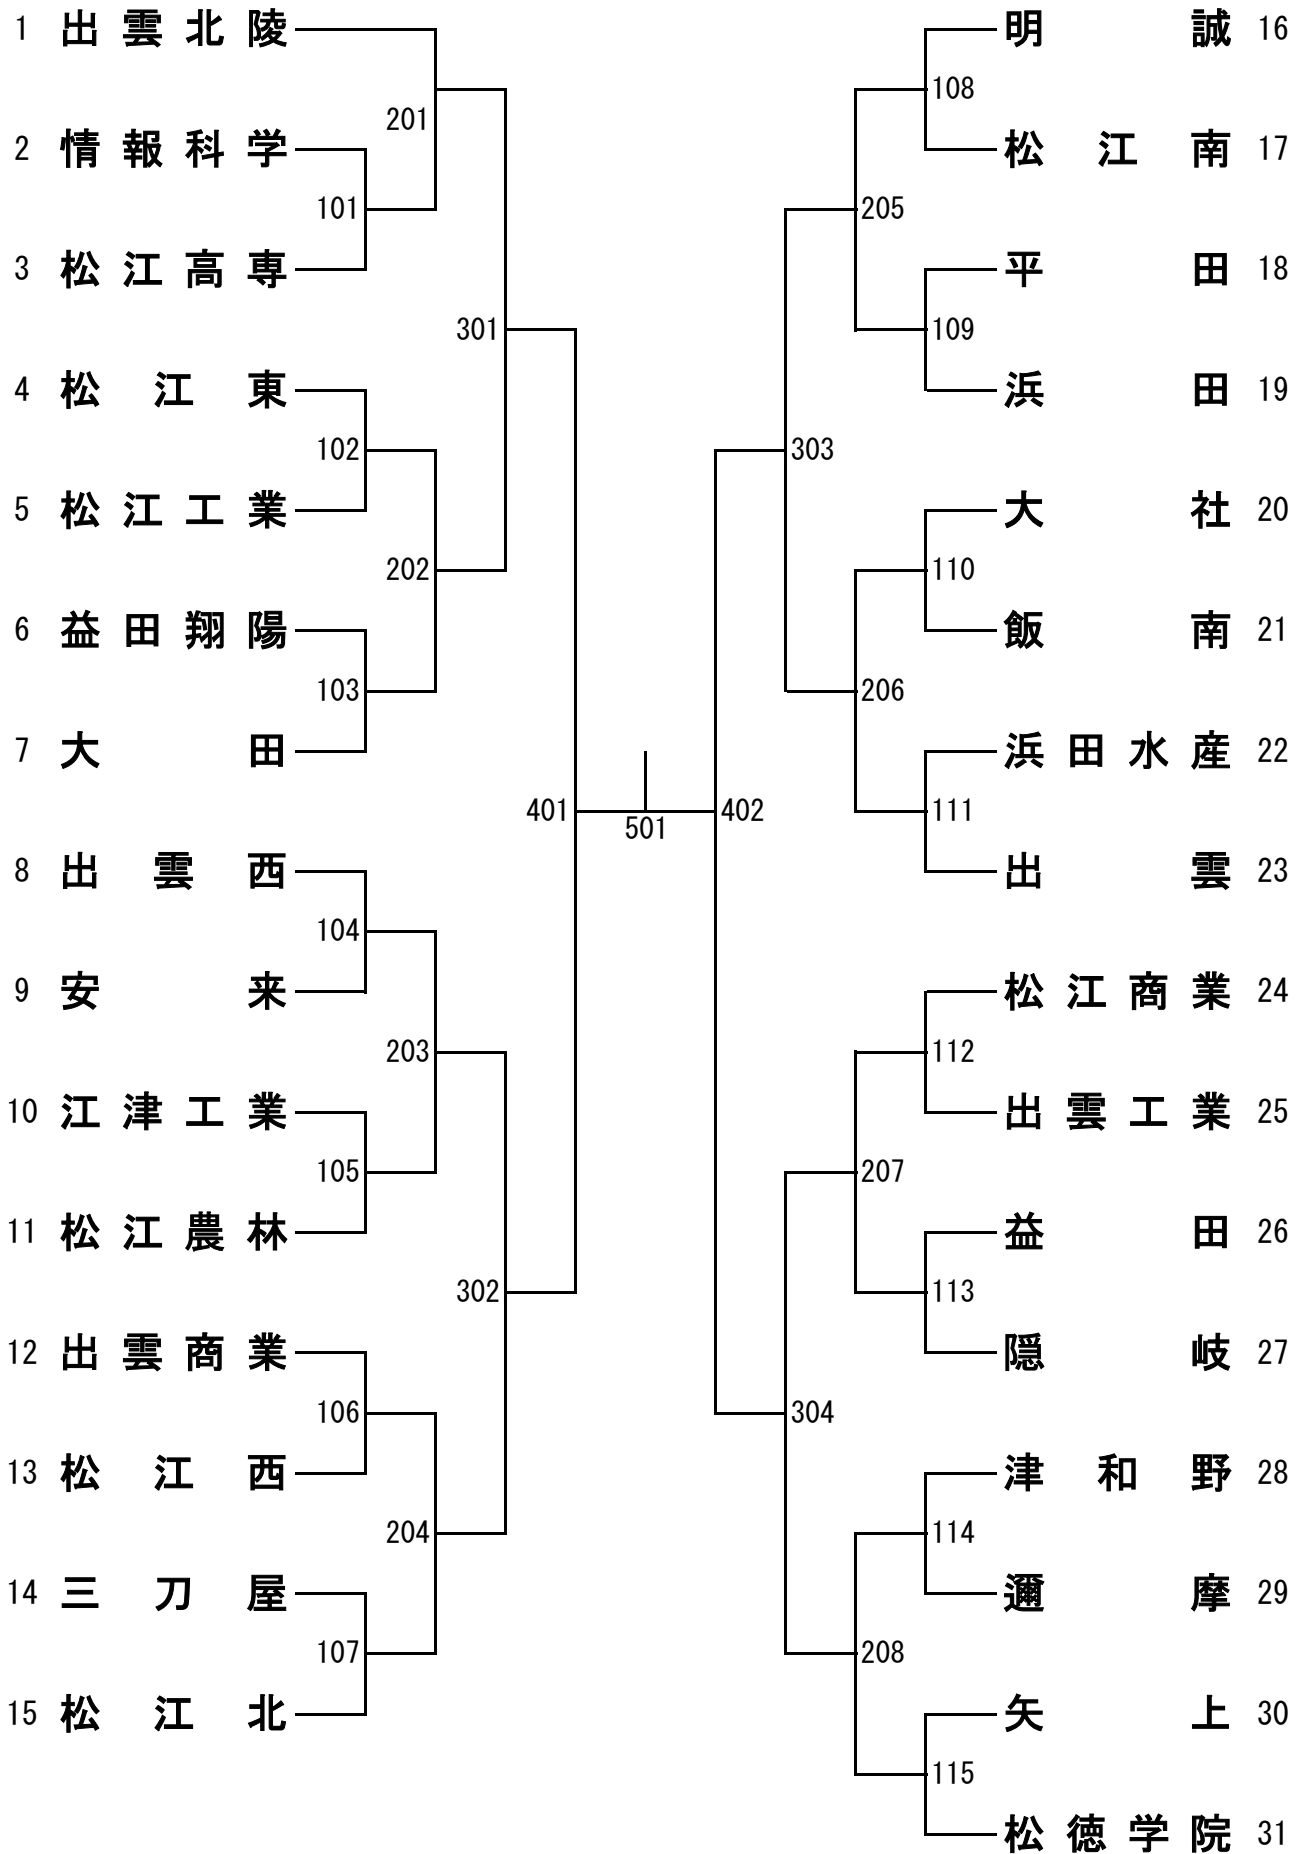 1 出雲北陵
201
2 情報科学
101
3 松江高専
301
4 松江東
102
5 松江工業
202
6 益田翔陽
103
7 大田
401
8 出雲西
104
9 安来
203
10 江津工業
105
11 松江農林
302
12 出雲商業
106
13 松江西
204
14 三刀屋
107
15 松江北
501
明誠 16
108
松江南 17
205
平田 18
109
浜田 19
303
大社 20
110
飯南 21
206
浜田水産 22
402
111
出雲 23
松江商業 24
112
出雲工業 25
207
益田 26
113
隠岐 27
304
津和野 28
114
邇摩 29
208
矢上 30
115
松徳学院 31